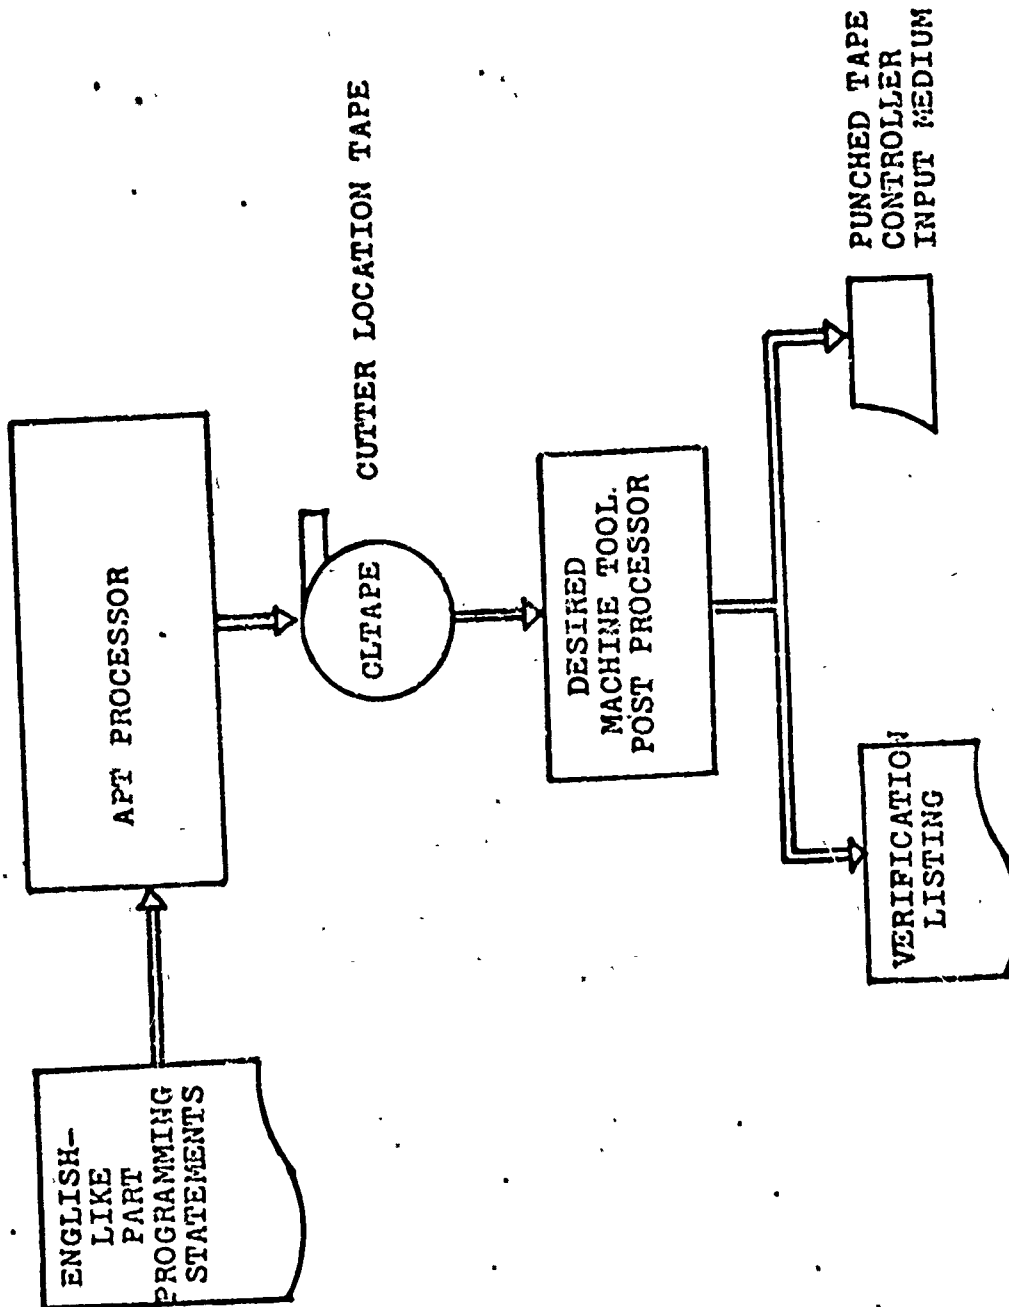 ENGLISH-
LIKE
PART
PROGRAMMING
STATEMENTS
APT PROCESSOR
CLTAPE
CUTTER LOCATION TAPE
DESIRED
MACHINE TOOL.
POST PROCESSOR
VERIFICATION
LISTING
PUNCHED TAPE
CONTROLLER
INPUT MEDIUM